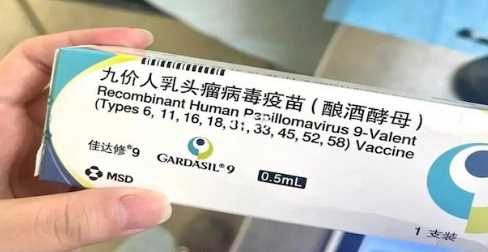 九价人乳头瘤病毒疫苗（酿酒酵母）
Recombinant Human Papillomavirus 9-Valent
(Types 6, 11, 16, 18, 31, 33, 45, 52, 58) Vaccine
佳达修®9
GARDASIL®9
0.5mL
MSD
1 支装